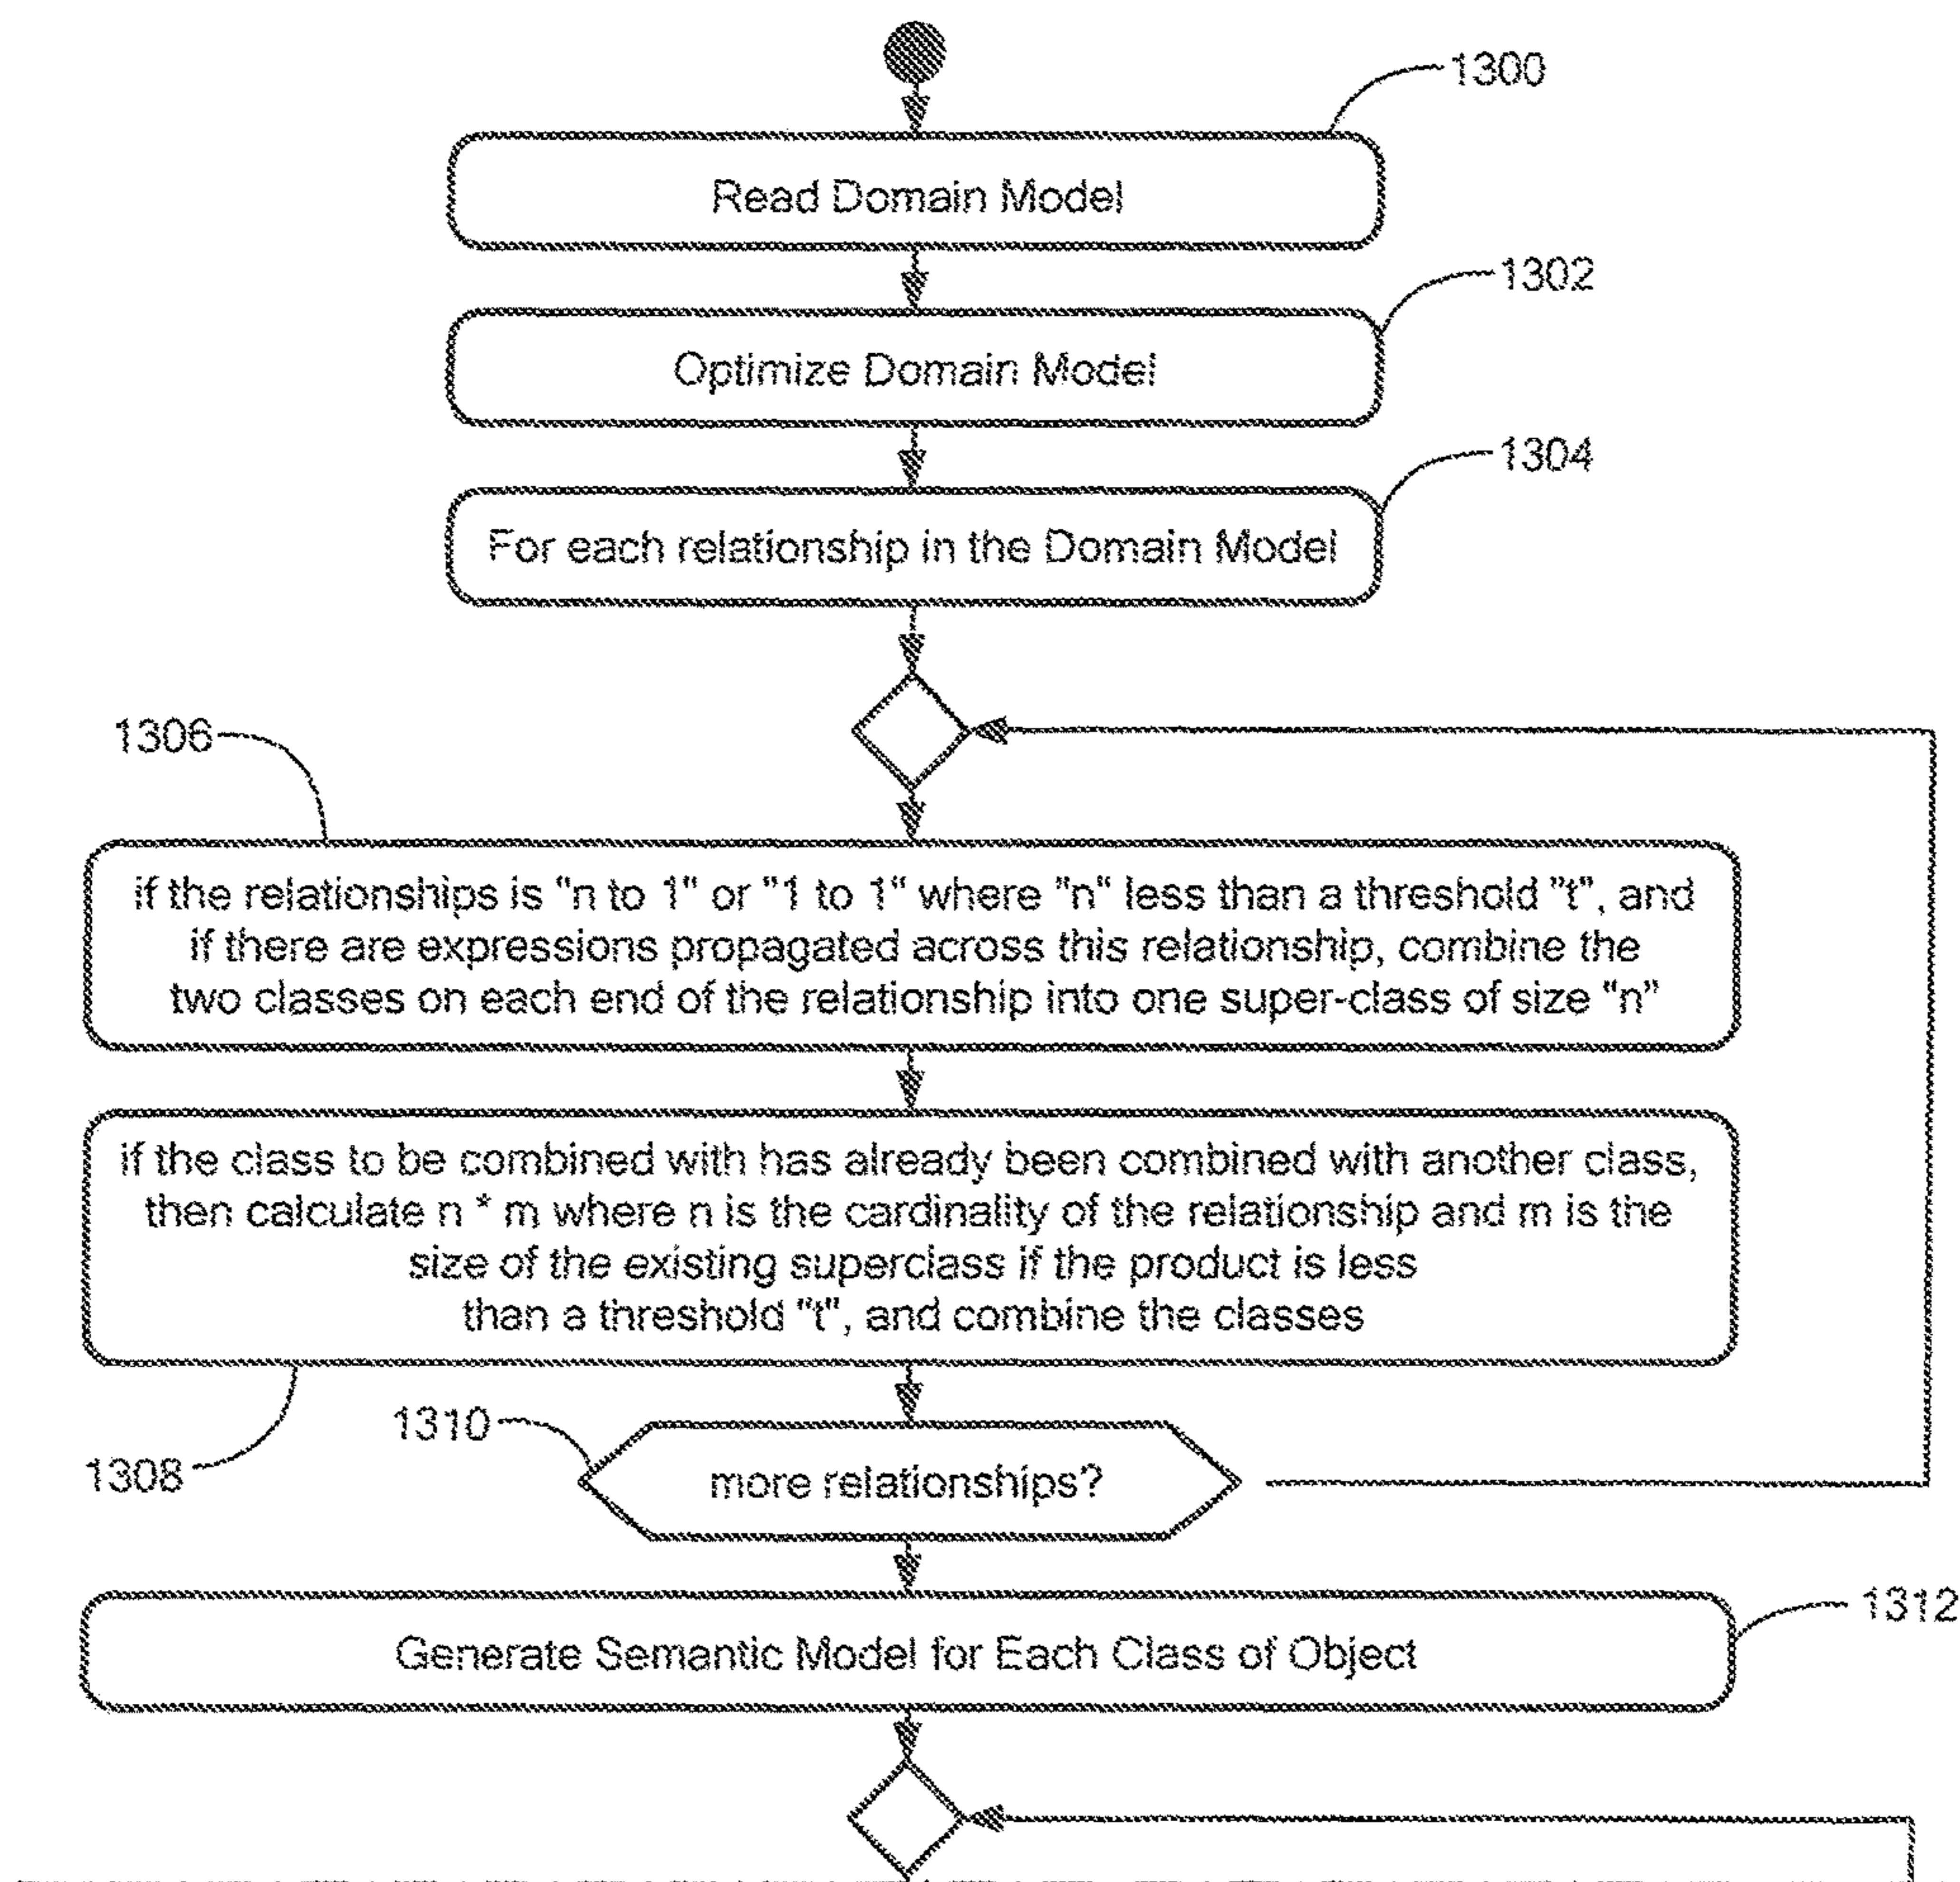 1300
Read Domain Model
1302
Optimize Domain Model
1304
For each relationship in the Domain Model
1306
if the relationships is "n to 1" or "1 to 1" where "n" less than a threshold "t", and
if there are expressions propagated across this relationship, combine the
two classes on each end of the relationship into one super-class of size "n"
if the class to be combined with has already been combined with another class,
then calculate n * m where n is the cardinality of the relationship and m is the
size of the existing superclass if the product is less
than a threshold "t", and combine the classes
1310
1308
more relationships?
1312
Generate Semantic Model for Each Class of Object